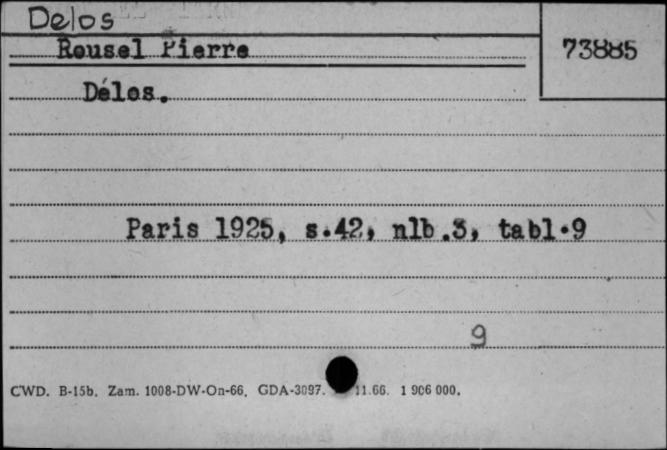 Delos
Rousel Pierre
73885
Délos.
Paris 1925, s.42, nlb.3, tabl.9
9
CWD. B-15b. Zam. 1008-DW-On-66. GDA-3097. 11.66. 1 906 000.